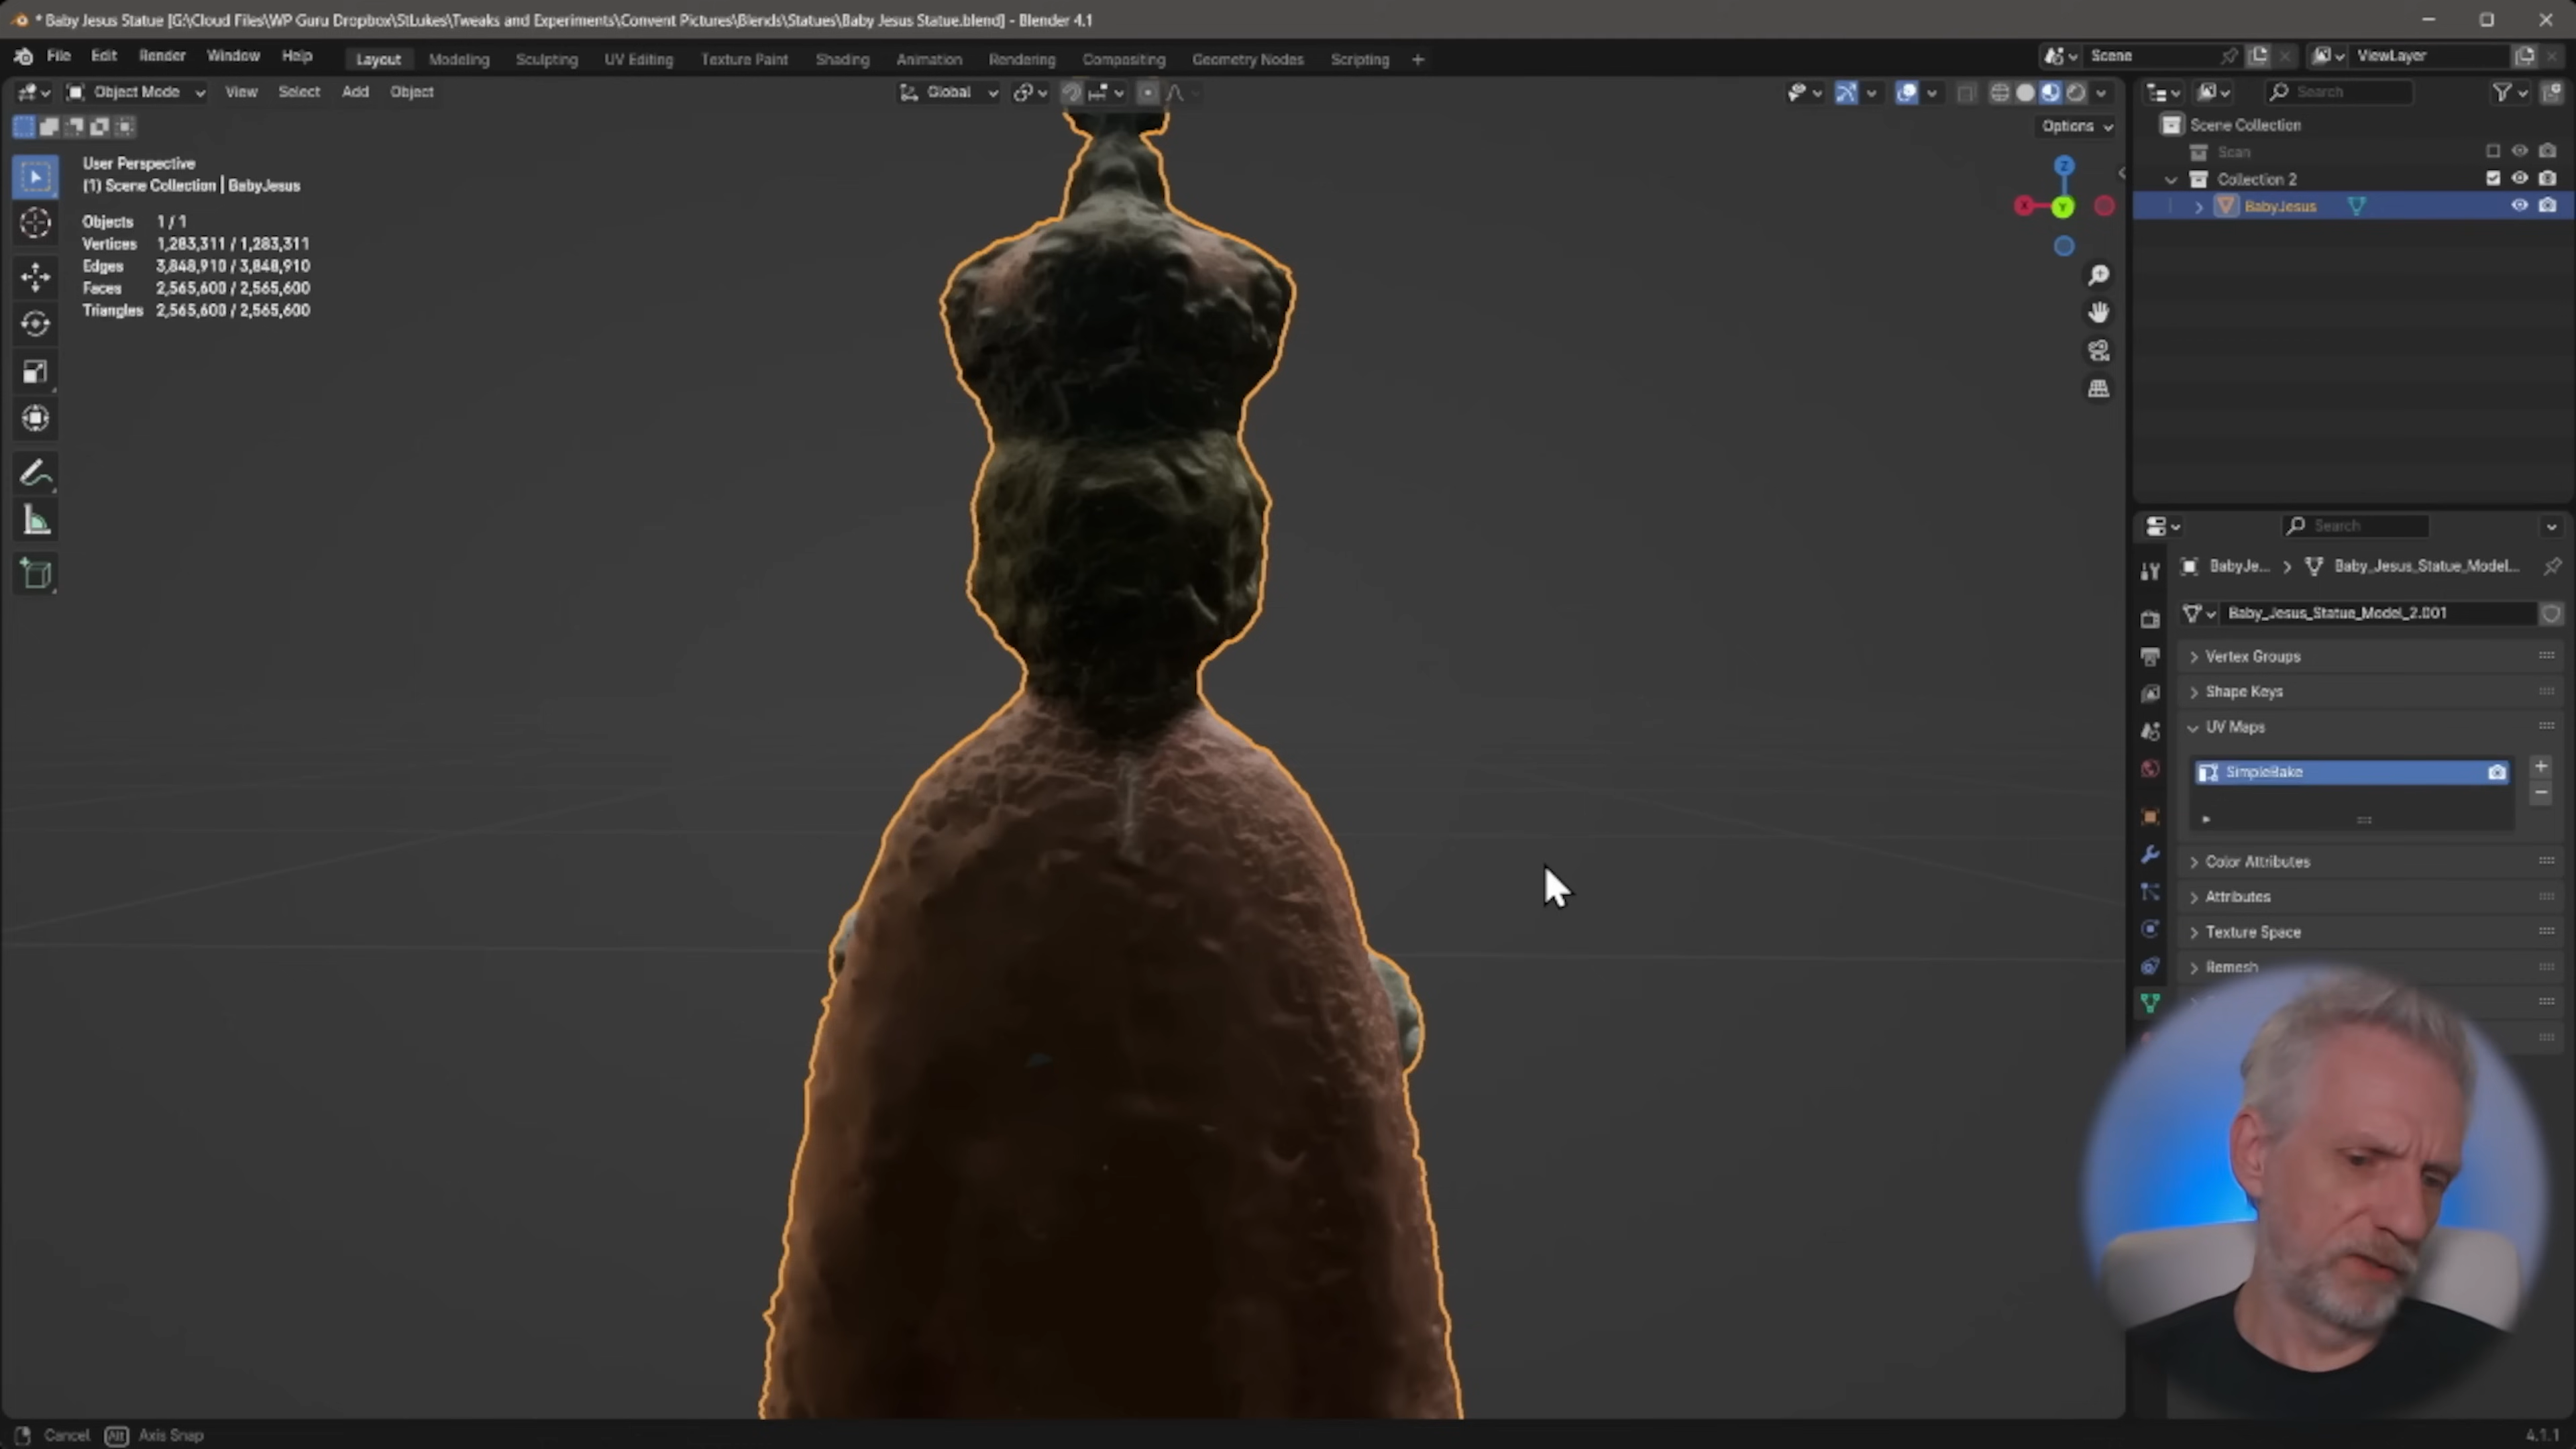 * Baby Jesus Statue [G:\Cloud Files\WP Guru Dropbox\StLukes\Tweaks and Experiments\Convent Pictures\Blends\Statues\Baby Jesus Statue.blend] - Blender 4.1
File Edit Render Window Help Layout Modeling Sculpting UV Editing Texture Paint Shading Animation Rendering Compositing Geometry Nodes Scripting + Scene ViewLayer
Object Mode View Select Add Object Global Search
Options
Scene Collection
Scan
Collection 2
BabyJesus
User Perspective
(1) Scene Collection | BabyJesus
Objects 1 / 1
Vertices 1,283,311 / 1,283,311
Edges 3,848,910 / 3,848,910
Faces 2,565,600 / 2,565,600
Triangles 2,565,600 / 2,565,600
Z
X Y
Search
BabyJe... > Baby_Jesus_Statue_Model...
Baby_Jesus_Statue_Model_2.001
Vertex Groups
Shape Keys
UV Maps
SimpleBake
Color Attributes
Attributes
Texture Space
Remesh
Cancel Alt Axis Snap 4.1.1